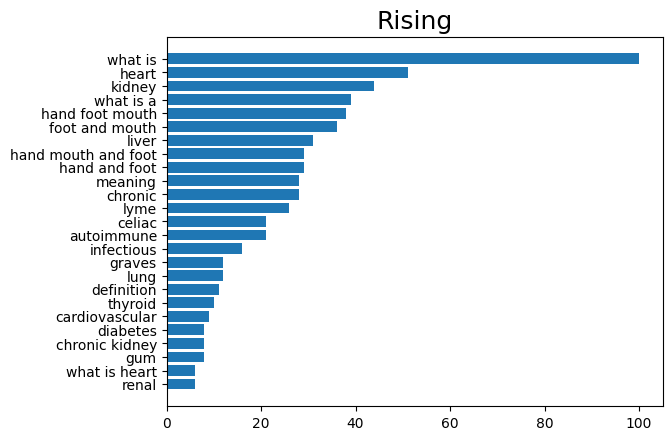 Rising
what is
heart
kidney
what is a
hand foot mouth
foot and mouth
liver
hand mouth and foot
hand and foot
meaning
chronic
lyme
celiac
autoimmune
infectious
graves
lung
definition
thyroid
cardiovascular
diabetes
chronic kidney
gum
what is heart
renal
0 20 40 60 80 100